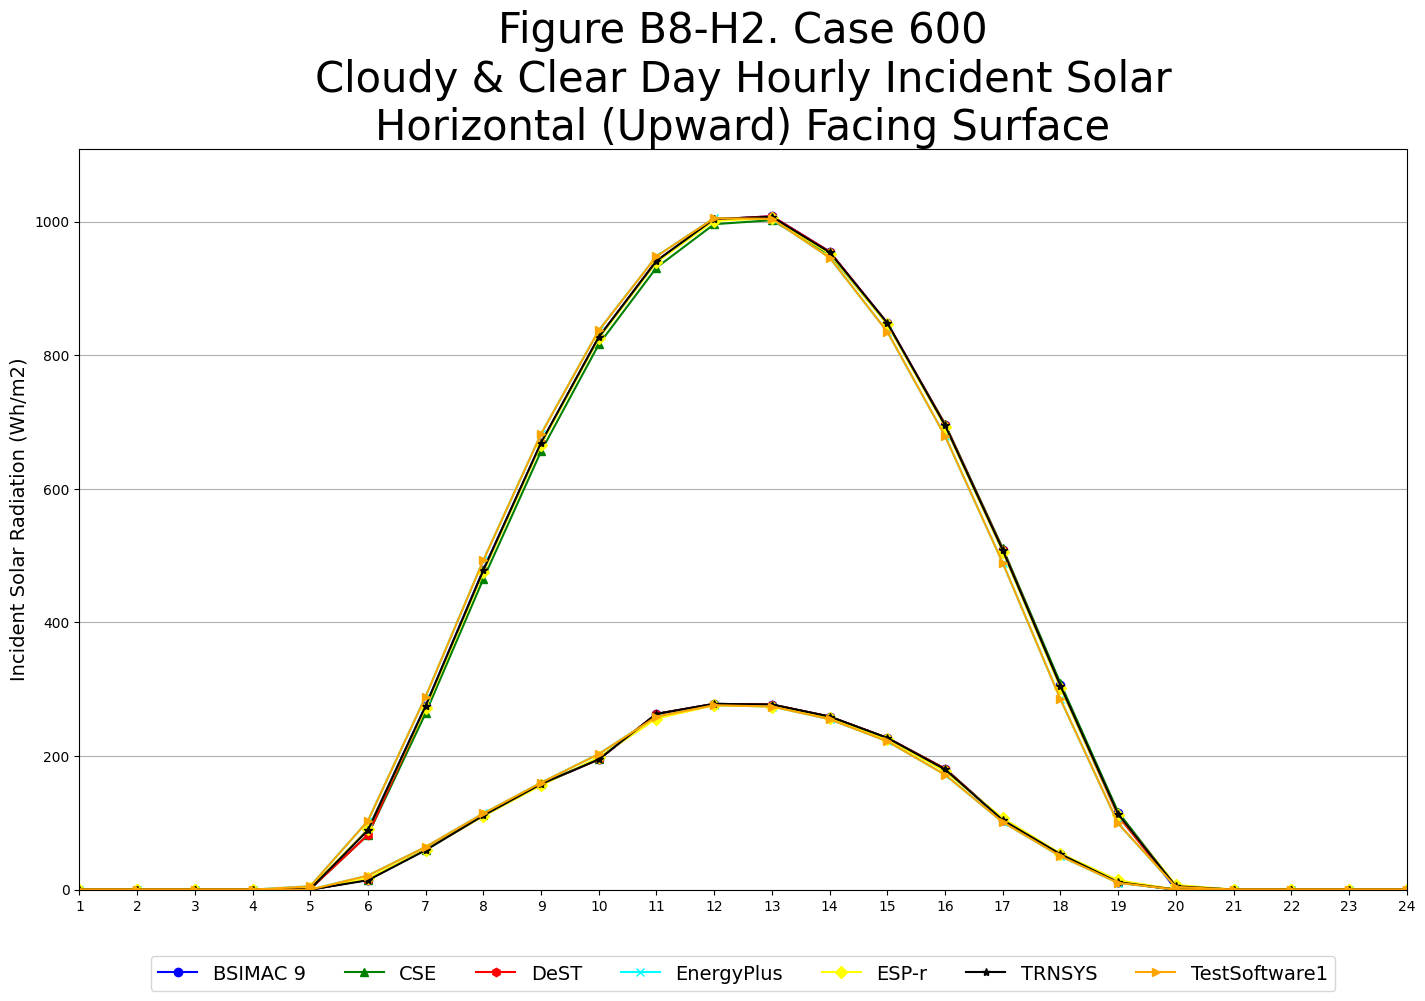 Figure B8-H2. Case 600
Cloudy & Clear Day Hourly Incident Solar
Horizontal (Upward) Facing Surface
Incident Solar Radiation (Wh/m2)
1000
800
600
400
200
0
1 2 3 4 5 6 7 8 9 10 11 12 13 14 15 16 17 18 19 20 21 22 23 24
BSIMAC 9 CSE DeST EnergyPlus ESP-r TRNSYS TestSoftware1